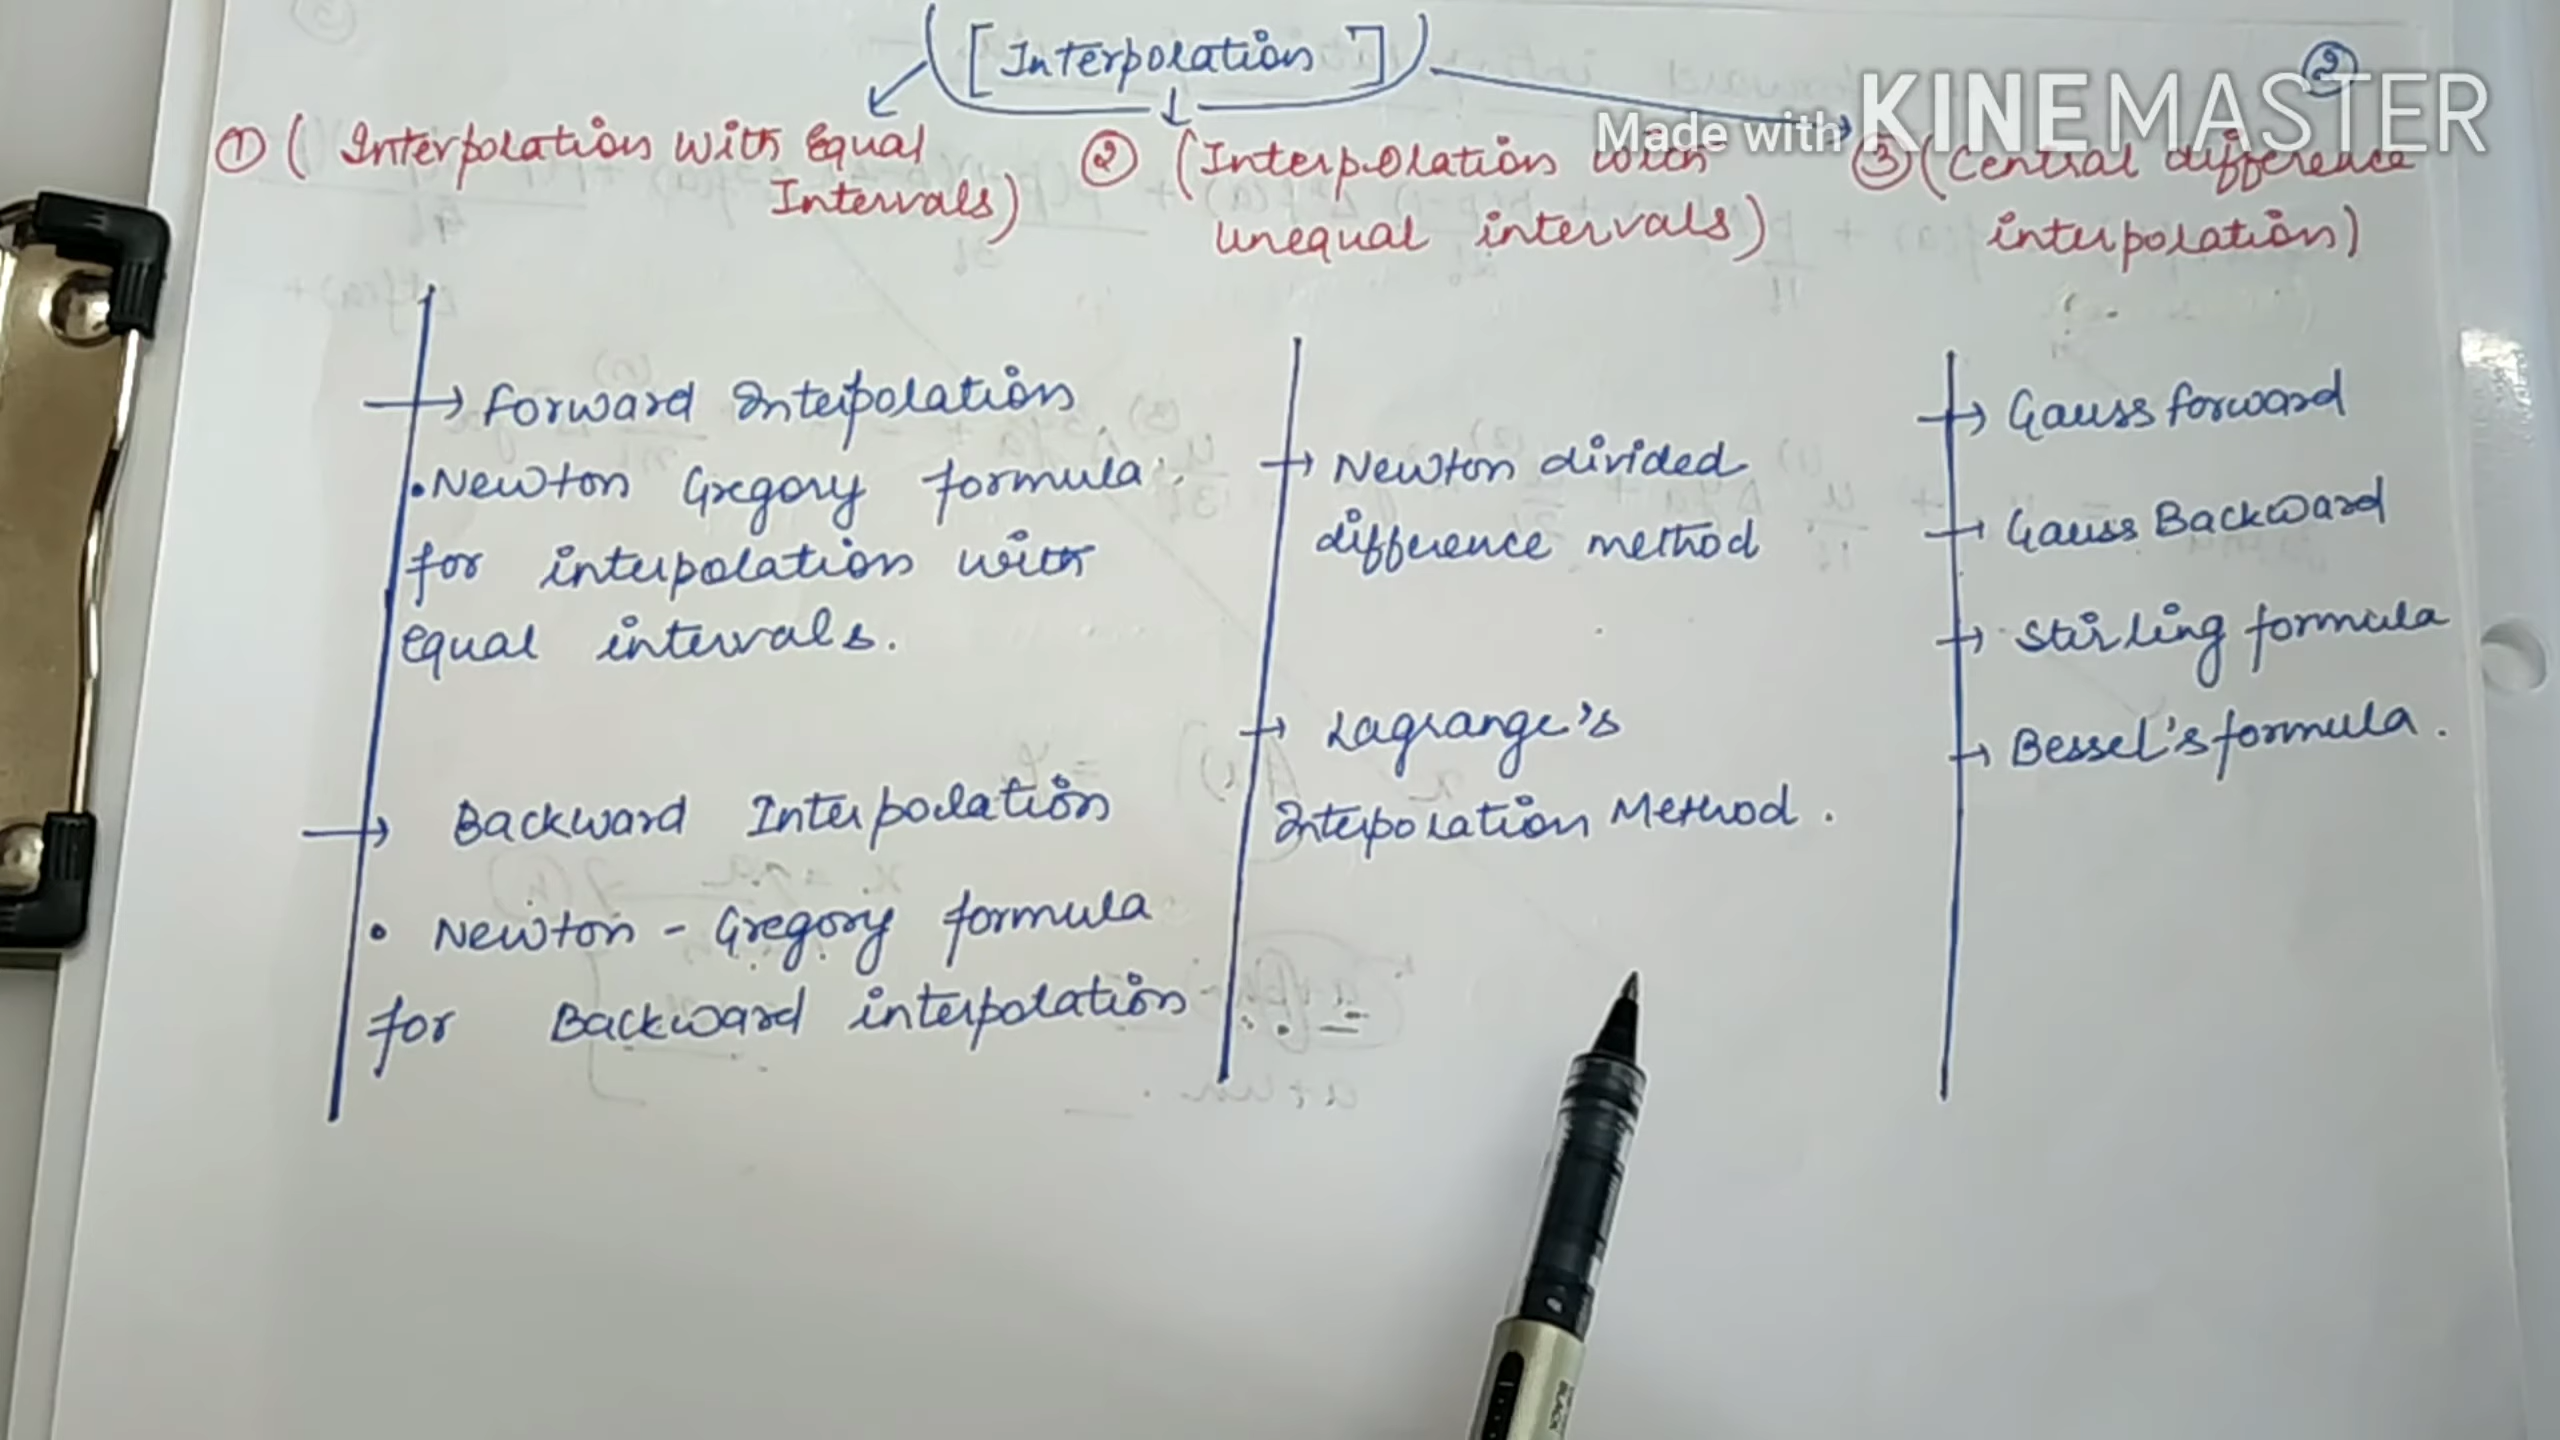 [Interpolation]
②
Made with KINEMASTER
① (Interpolation With Equal
Intervals)
② (Interpolation with
unequal intervals)
③ (Central difference
interpolation)
→ Forward Interpolation
• Newton Gregory formula
for interpolation with
equal intervals.
→ Backward Interpolation
• Newton - Gregory formula
for Backward interpolation
→ Newton divided
difference method
→ Lagrange's
Interpolation Method.
→ Gauss forward
→ Gauss Backward
→ Stirling formula
→ Bessel's formula.